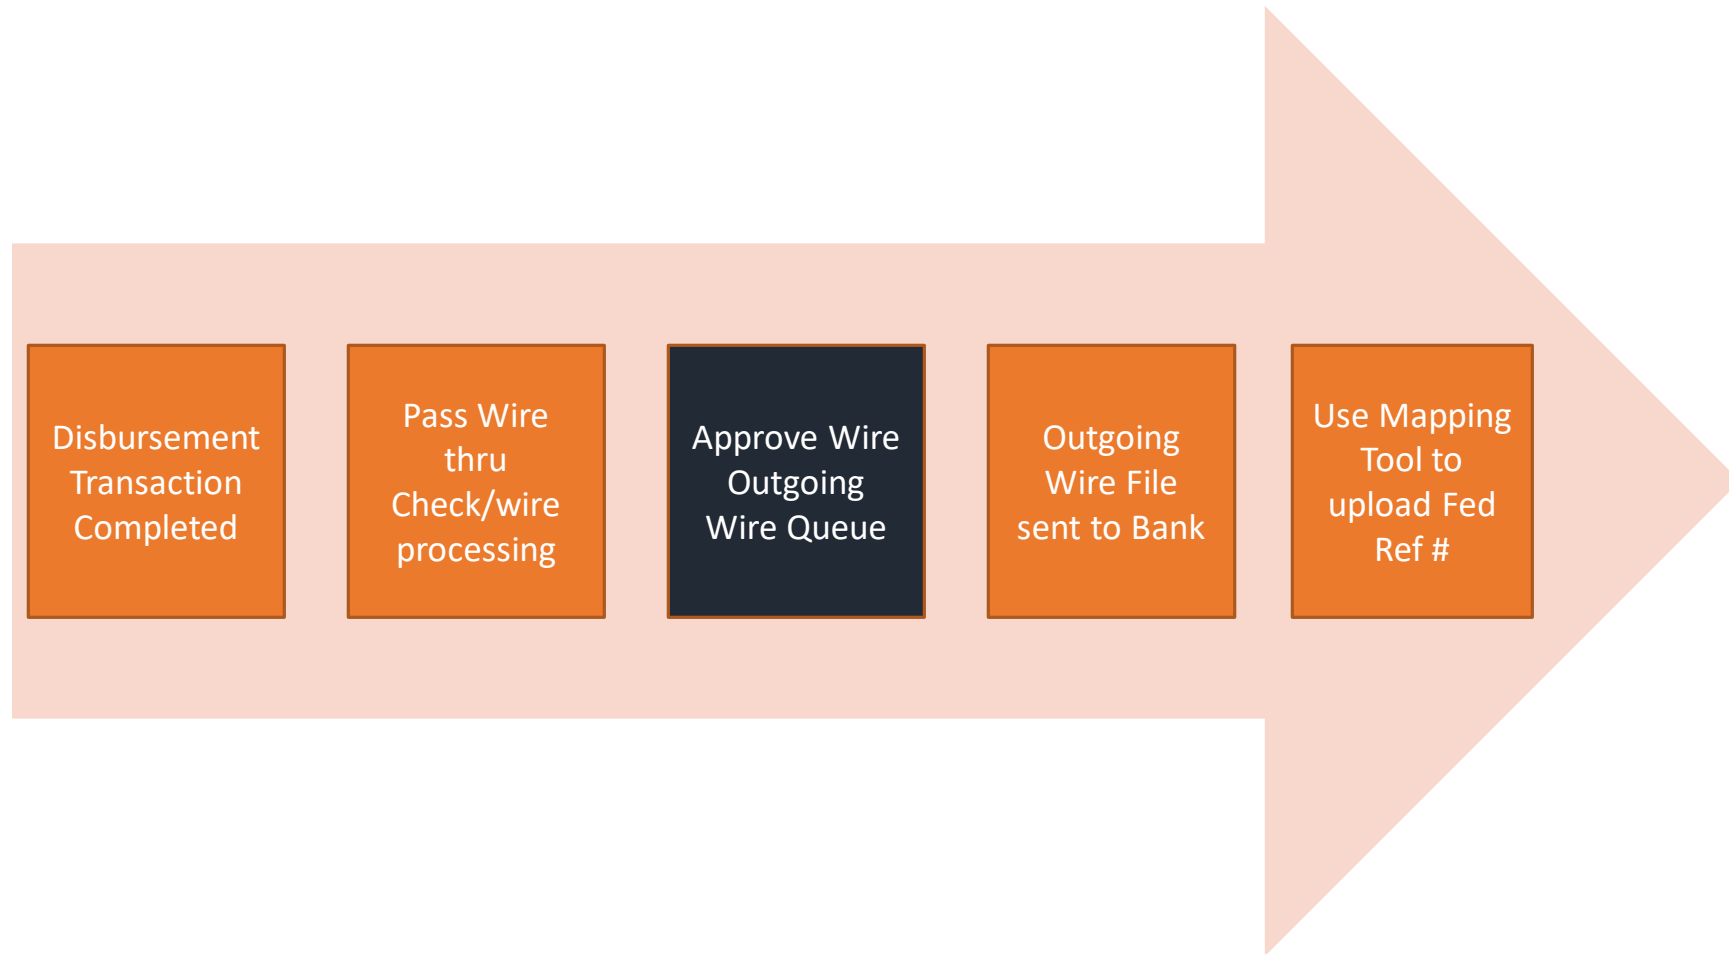 Disbursement
Transaction
Completed
Pass Wire
thru
Check/wire
processing
Approve Wire
Outgoing
Wire Queue
Outgoing
Wire File
sent to Bank
Use Mapping
Tool to
upload Fed
Ref #